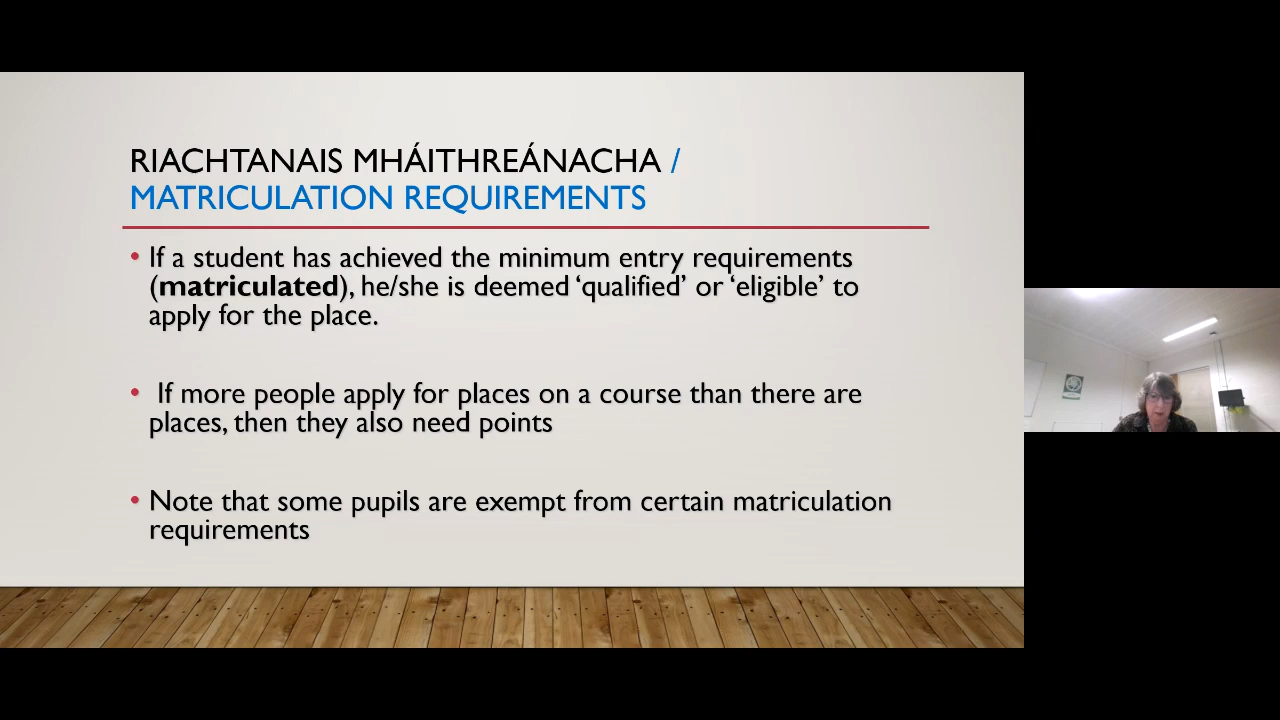 RIACHTANAIS MHÁITHREÁNACHA /
MATRICULATION REQUIREMENTS
• If a student has achieved the minimum entry requirements
(matriculated), he/she is deemed ‘qualified’ or ‘eligible’ to
apply for the place.
• If more people apply for places on a course than there are
places, then they also need points
• Note that some pupils are exempt from certain matriculation
requirements